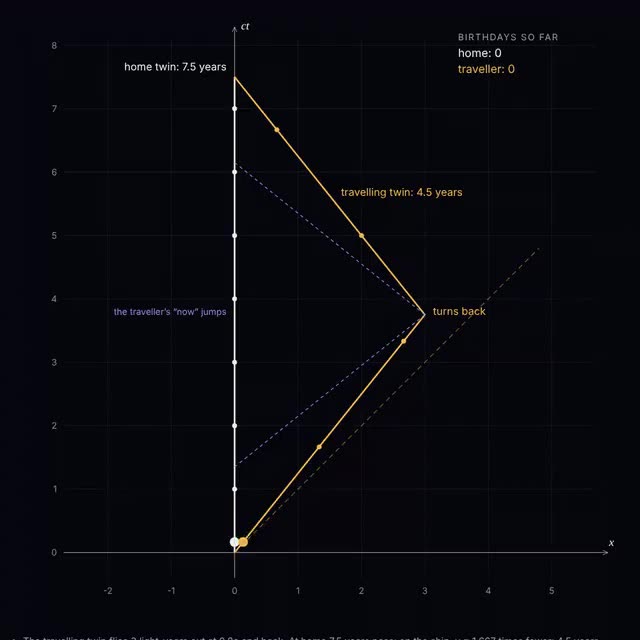 ct
BIRTHDAYS SO FAR
home: 0
traveller: 0
8
home twin: 7.5 years
7
6
travelling twin: 4.5 years
5
4
the traveller's "now" jumps
turns back
3
2
1
0
x
-2 -1 0 1 2 3 4 5